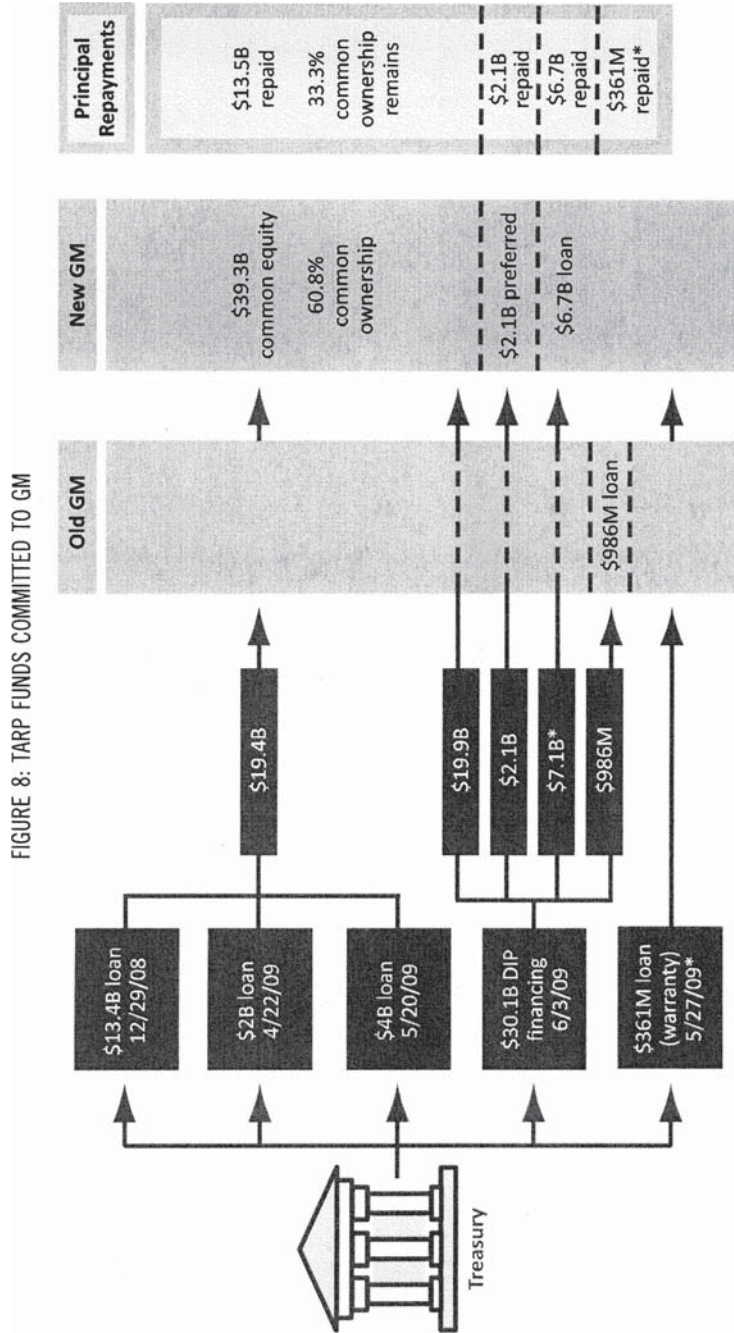 FIGURE 8: TARP FUNDS COMMITTED TO GM
Treasury
$13.4B loan
12/29/08
$2B loan
4/22/09
$4B loan
5/20/09
$30.1B DIP
financing
6/3/09
$361M loan
(warranty)
5/27/09*
$19.4B
$19.9B
$2.1B
$7.1B*
$986M
Old GM
$986M loan
New GM
$39.3B
common equity
60.8%
common
ownership
$2.1B preferred
$6.7B loan
Principal
Repayments
$13.5B
repaid
33.3%
common
ownership
remains
$2.1B
repaid
$6.7B
repaid
$361M
repaid*